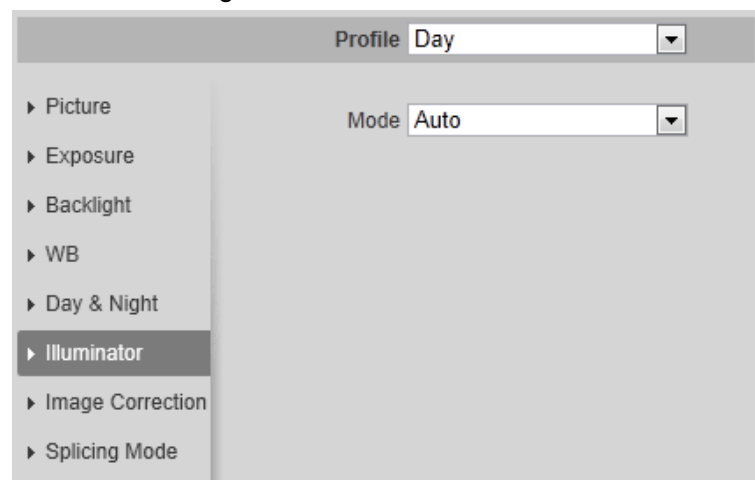 Profile Day
Mode Auto
Picture
Exposure
Backlight
WB
Day & Night
Illuminator
Image Correction
Splicing Mode